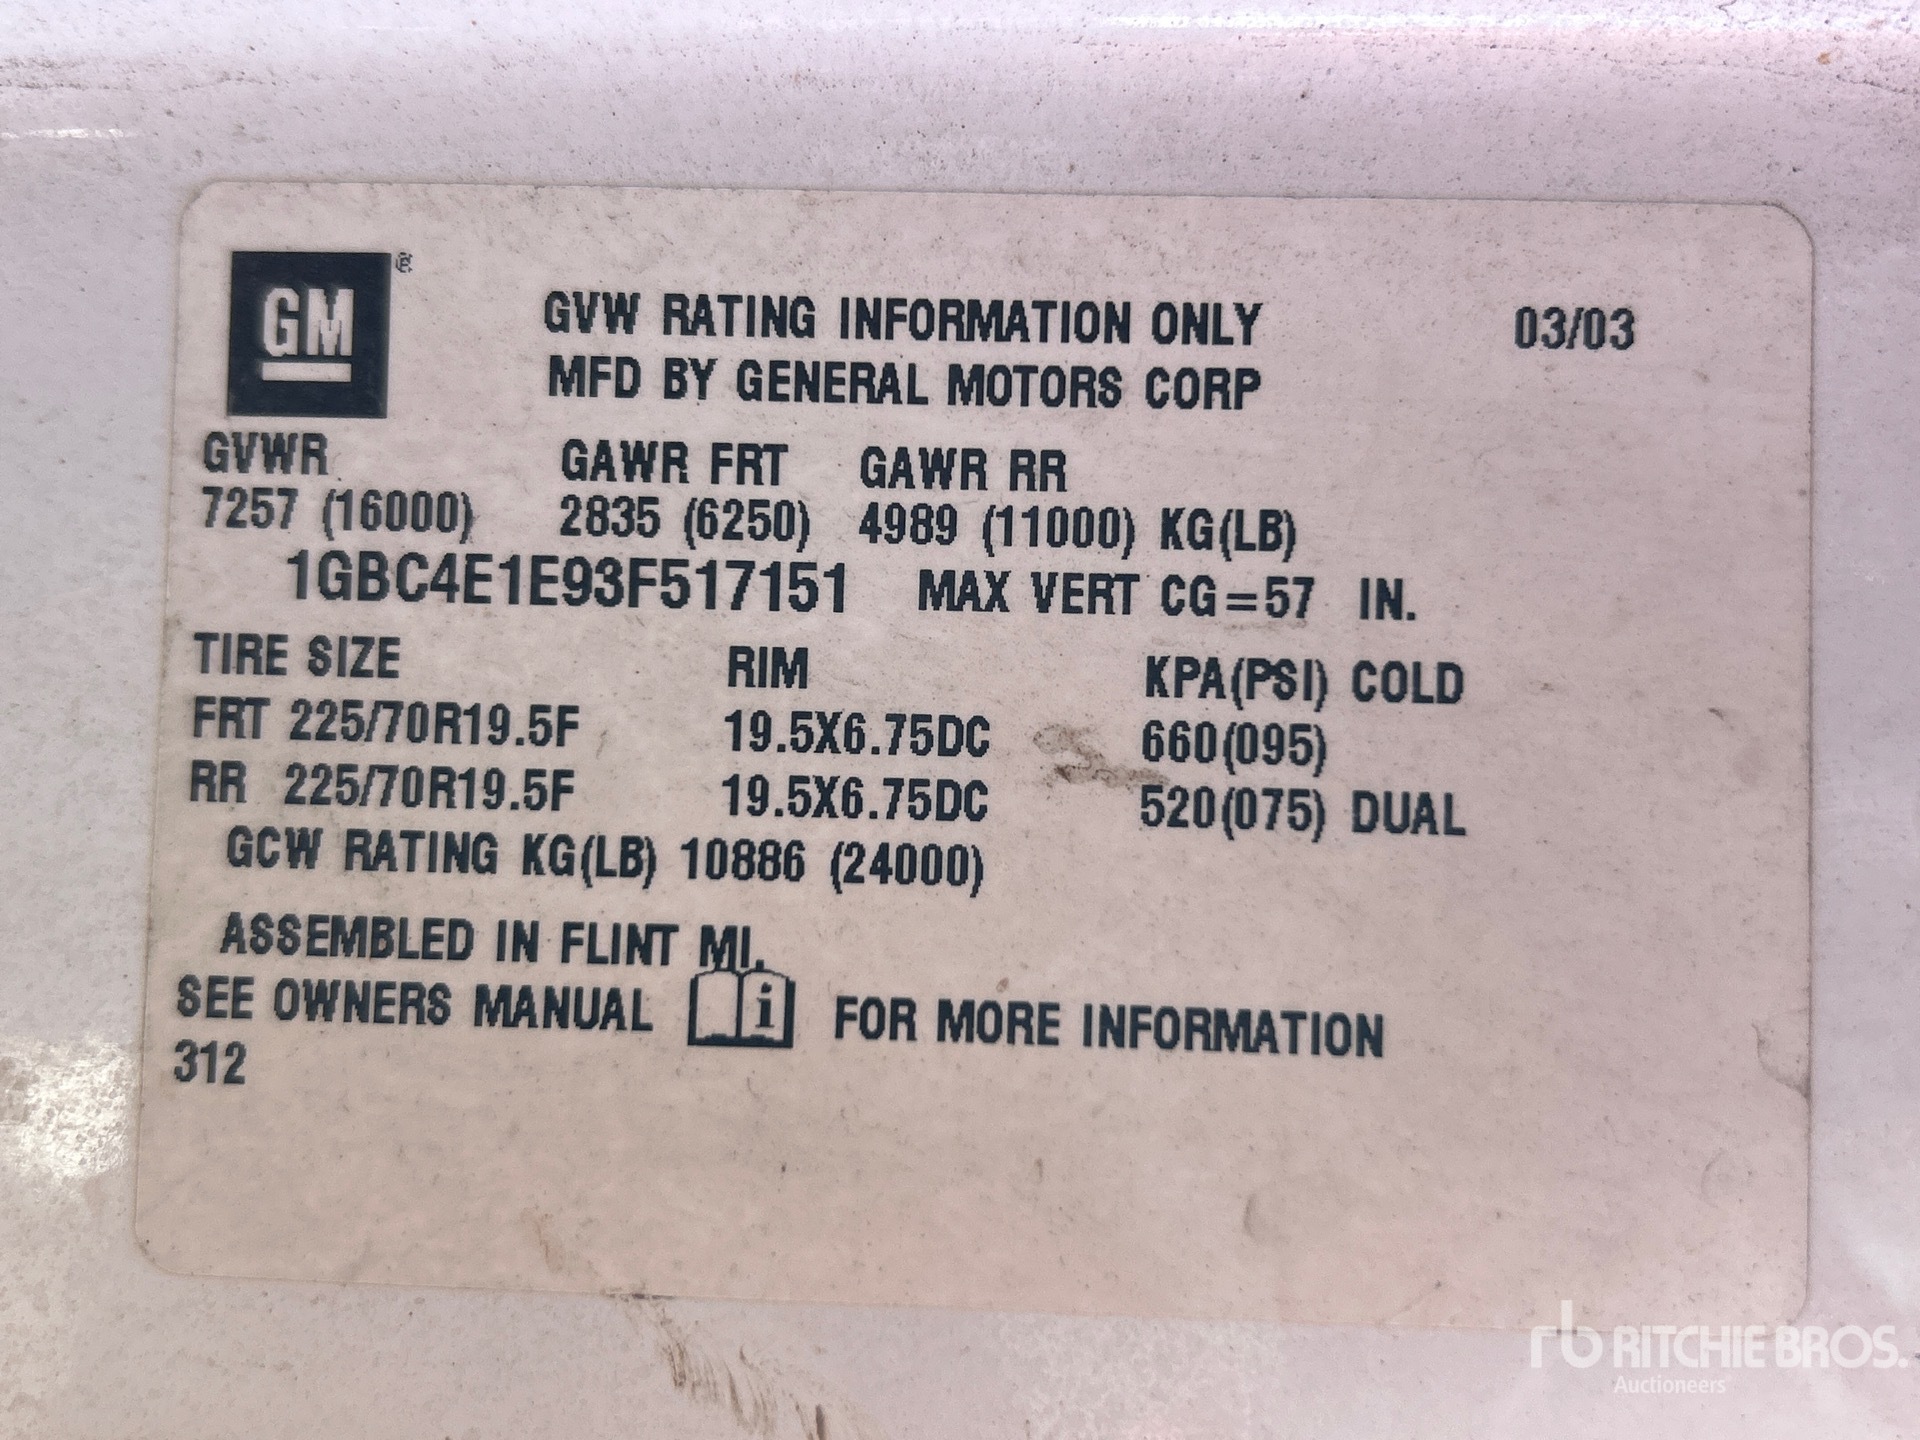 GM ®
GVW RATING INFORMATION ONLY 03/03
MFD BY GENERAL MOTORS CORP
GVWR GAWR FRT GAWR RR
7257 (16000) 2835 (6250) 4989 (11000) KG(LB)
1GBC4E1E93F517151 MAX VERT CG=57 IN.
TIRE SIZE RIM KPA(PSI) COLD
FRT 225/70R19.5F 19.5X6.75DC 660(095)
RR 225/70R19.5F 19.5X6.75DC 520(075) DUAL
GCW RATING KG(LB) 10886 (24000)
ASSEMBLED IN FLINT MI.
SEE OWNERS MANUAL i FOR MORE INFORMATION
312
rb RITCHIE BROS.
Auctioneers